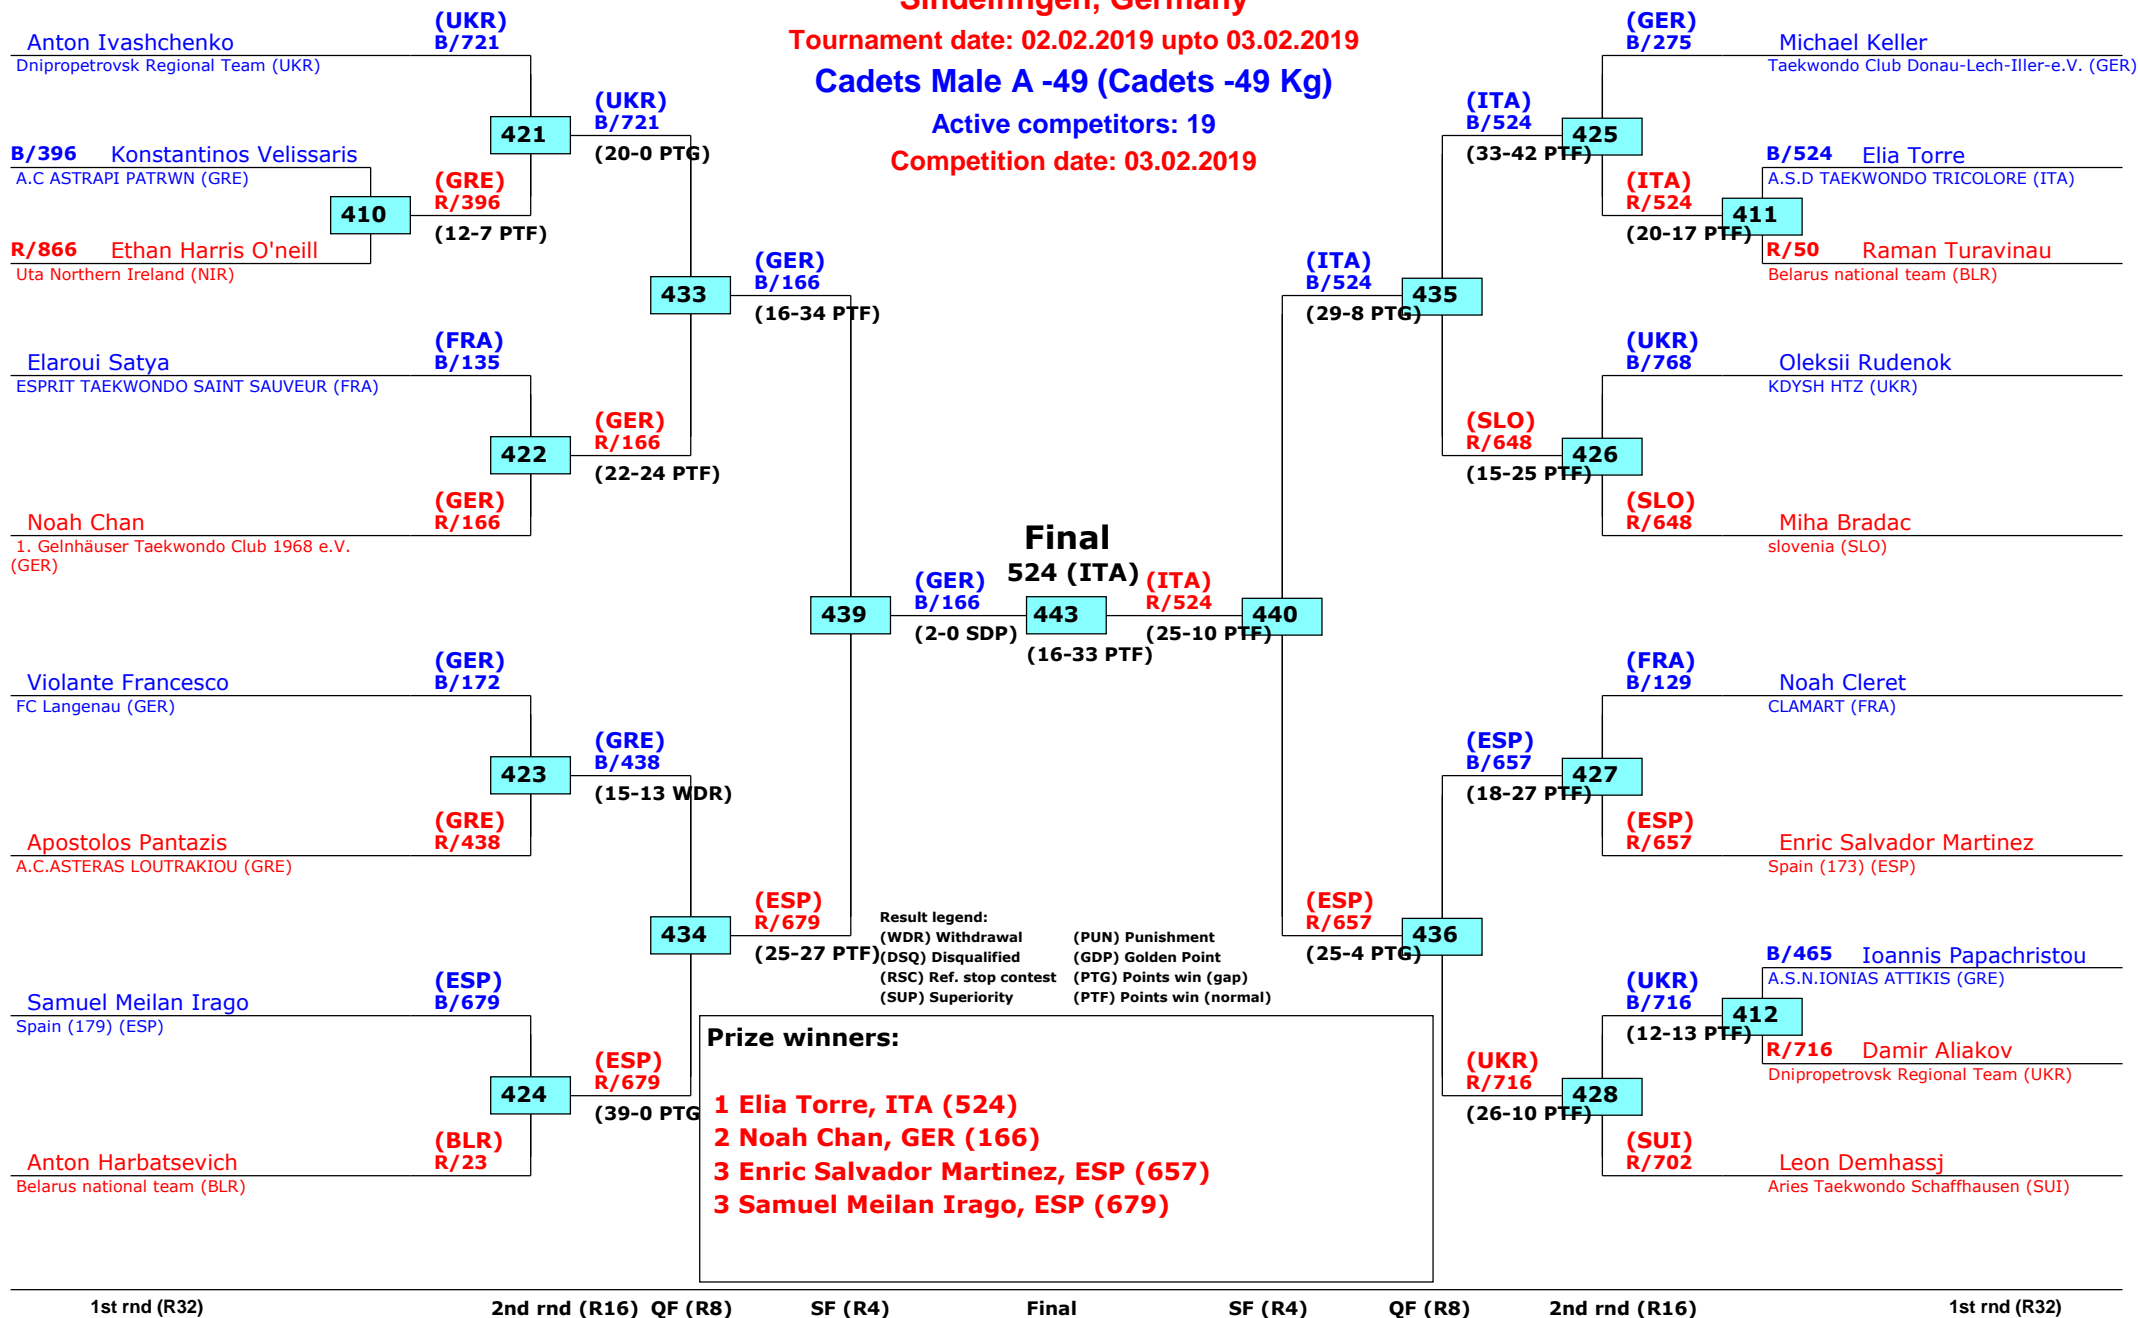 Sindelfingen, Germany
Tournament date: 02.02.2019 upto 03.02.2019
Cadets Male A -49 (Cadets -49 Kg)
Active competitors: 19
Competition date: 03.02.2019
(UKR)
Anton Ivashchenko B/721
Dnipropetrovsk Regional Team (UKR)
B/396 Konstantinos Velissaris
A.C ASTRAPI PATRWN (GRE)
410
R/866 Ethan Harris O'neill
Uta Northern Ireland (NIR)
(GRE)
R/396
(12-7 PTF)
421
(UKR)
B/721
(20-0 PTG)
(FRA)
Elaroui Satya B/135
ESPRIT TAEKWONDO SAINT SAUVEUR (FRA)
422
(GER)
R/166
(22-24 PTF)
(GER)
Noah Chan R/166
1. Gelnhäuser Taekwondo Club 1968 e.V.
(GER)
433
(GER)
B/166
(16-34 PTF)
(GER)
Violante Francesco B/172
FC Langenau (GER)
423
(GRE)
B/438
(15-13 WDR)
(GRE)
Apostolos Pantazis R/438
A.C.ASTERAS LOUTRAKIOU (GRE)
434
(ESP)
R/679
(25-27 PTF)
(ESP)
Samuel Meilan Irago B/679
Spain (179) (ESP)
424
(ESP)
R/679
(39-0 PTG
(BLR)
Anton Harbatsevich R/23
Belarus national team (BLR)
439
(GER)
B/166
(2-0 SDP)
Final
524 (ITA)
443
(16-33 PTF)
(ITA)
R/524
(25-10 PTF)
440
(GER)
B/275 Michael Keller
Taekwondo Club Donau-Lech-Iller-e.V. (GER)
(ITA)
B/524
(33-42 PTF)
425
(ITA)
R/524
(20-17 PTF)
B/524 Elia Torre
A.S.D TAEKWONDO TRICOLORE (ITA)
411
R/50 Raman Turavinau
Belarus national team (BLR)
(ITA)
B/524
(29-8 PTG)
435
(UKR)
B/768 Oleksii Rudenok
KDYSH HTZ (UKR)
(SLO)
R/648
(15-25 PTF)
426
(SLO)
R/648 Miha Bradac
slovenia (SLO)
(FRA)
B/129 Noah Cleret
CLAMART (FRA)
(ESP)
B/657
(18-27 PTF)
427
(ESP)
R/657 Enric Salvador Martinez
Spain (173) (ESP)
(ESP)
R/657
(25-4 PTG)
436
B/465 Ioannis Papachristou
A.S.N.IONIAS ATTIKIS (GRE)
(UKR)
B/716
(12-13 PTF)
412
R/716 Damir Aliakov
Dnipropetrovsk Regional Team (UKR)
(UKR)
R/716
(26-10 PTF)
428
(SUI)
R/702 Leon Demhassj
Aries Taekwondo Schaffhausen (SUI)
Result legend:
(WDR) Withdrawal (PUN) Punishment
(DSQ) Disqualified (GDP) Golden Point
(RSC) Ref. stop contest (PTG) Points win (gap)
(SUP) Superiority (PTF) Points win (normal)
Prize winners:
1 Elia Torre, ITA (524)
2 Noah Chan, GER (166)
3 Enric Salvador Martinez, ESP (657)
3 Samuel Meilan Irago, ESP (679)
1st rnd (R32) 2nd rnd (R16) QF (R8) SF (R4) Final SF (R4) QF (R8) 2nd rnd (R16) 1st rnd (R32)